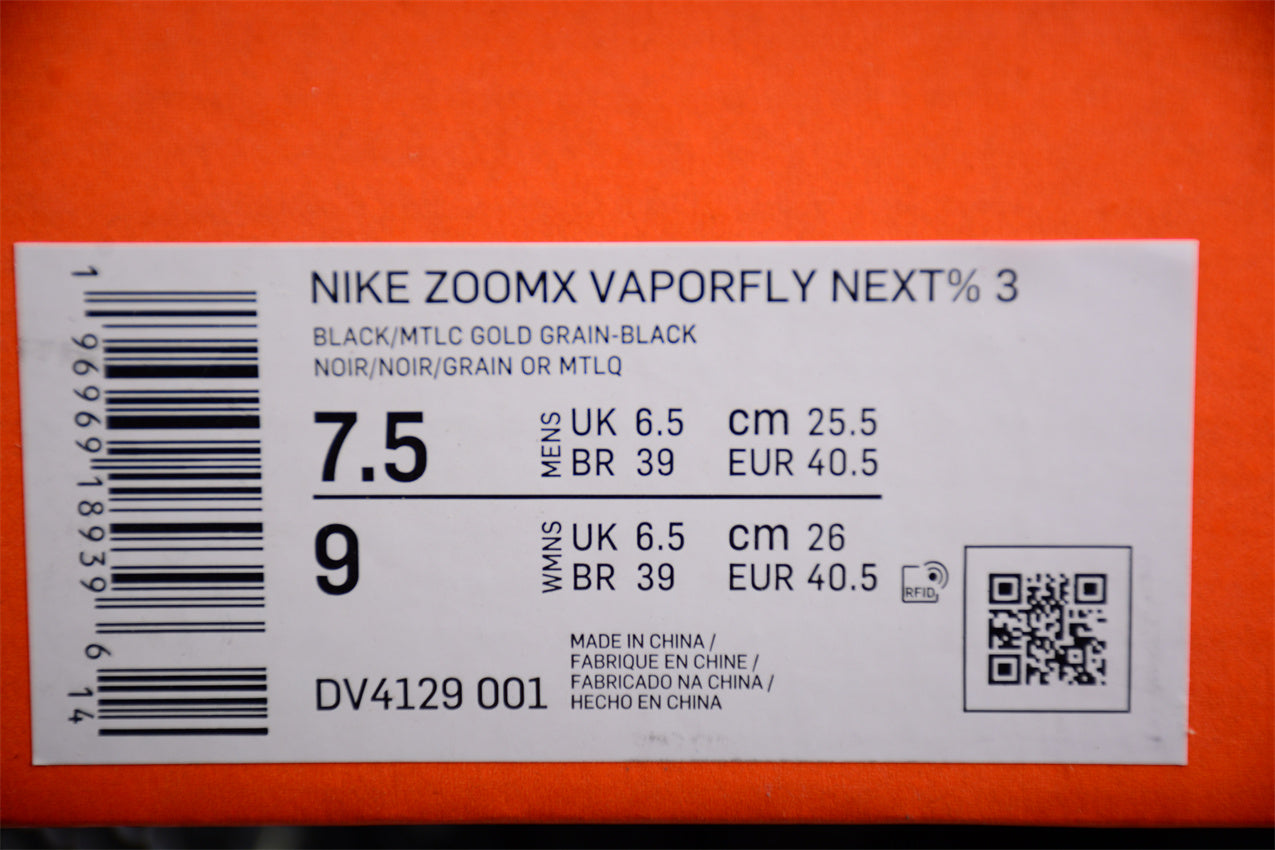 1 96969 18939 6 14
NIKE ZOOMX VAPORFLY NEXT% 3
BLACK/MTLC GOLD GRAIN-BLACK
NOIR/NOIR/GRAIN OR MTLQ
7.5
MENS
UK 6.5 cm 25.5
BR 39 EUR 40.5
9
WMNS
UK 6.5 cm 26
BR 39 EUR 40.5
RFID
DV4129 001
MADE IN CHINA /
FABRIQUE EN CHINE /
FABRICADO NA CHINA /
HECHO EN CHINA